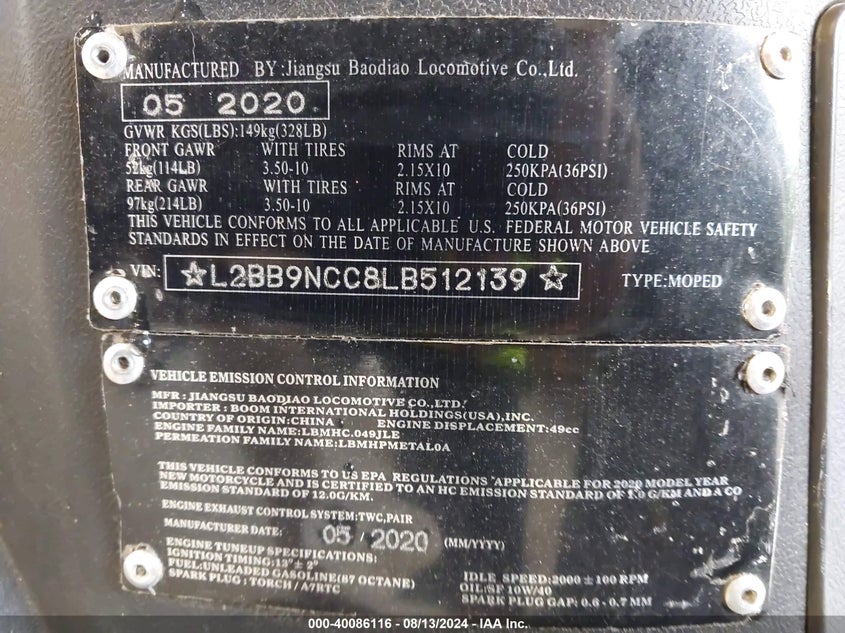 MANUFACTURED BY:Jiangsu Baodiao Locomotive Co.,Ltd.
05 2020
GVWR KGS(LBS):149kg(328LB)
FRONT GAWR WITH TIRES RIMS AT COLD
52kg(114LB) 3.50-10 2.15X10 250KPA(36PSI)
REAR GAWR WITH TIRES RIMS AT COLD
97kg(214LB) 3.50-10 2.15X10 250KPA(36PSI)
THIS VEHICLE CONFORMS TO ALL APPLICABLE U.S. FEDERAL MOTOR VEHICLE SAFETY
STANDARDS IN EFFECT ON THE DATE OF MANUFACTURE SHOWN ABOVE
VIN: ☆L2BB9NCC8LB512139☆ TYPE:MOPED
VEHICLE EMISSION CONTROL INFORMATION
MFR : JIANGSU BAODIAO LOCOMOTIVE CO.,LTD.
IMPORTER : BOOM INTERNATIONAL HOLDINGS(USA),INC.
COUNTRY OF ORIGIN:CHINA ENGINE DISPLACEMENT:49cc
ENGINE FAMILY NAME:LBMHC.049JLE
PERMEATION FAMILY NAME:LBMHPMETAL0A
THIS VEHICLE CONFORMS TO US EPA REGULATIONS APPLICABLE FOR 2020 MODEL YEAR
NEW MOTORCYCLE AND IS CERTIFIED TO AN HC EMISSION STANDARD OF 1.0 G/KM AND A CO
EMISSION STANDARD OF 12.0G/KM.
ENGINE EXHAUST CONTROL SYSTEM:TWC,PAIR
MANUFACTURER DATE: 05 / 2020 (MM/YYYY)
ENGINE TUNEUP SPECIFICATIONS:
IGNITION TIMING:13°± 2°
FUEL:UNLEADED GASOLINE(87 OCTANE) IDLE SPEED:2000 ± 100 RPM
SPARK PLUG : TORCH / A7RTC OIL:SF 10W/40
SPARK PLUG GAP: 0.6 - 0.7 MM
000-40086116 - 08/13/2024 - IAA Inc.